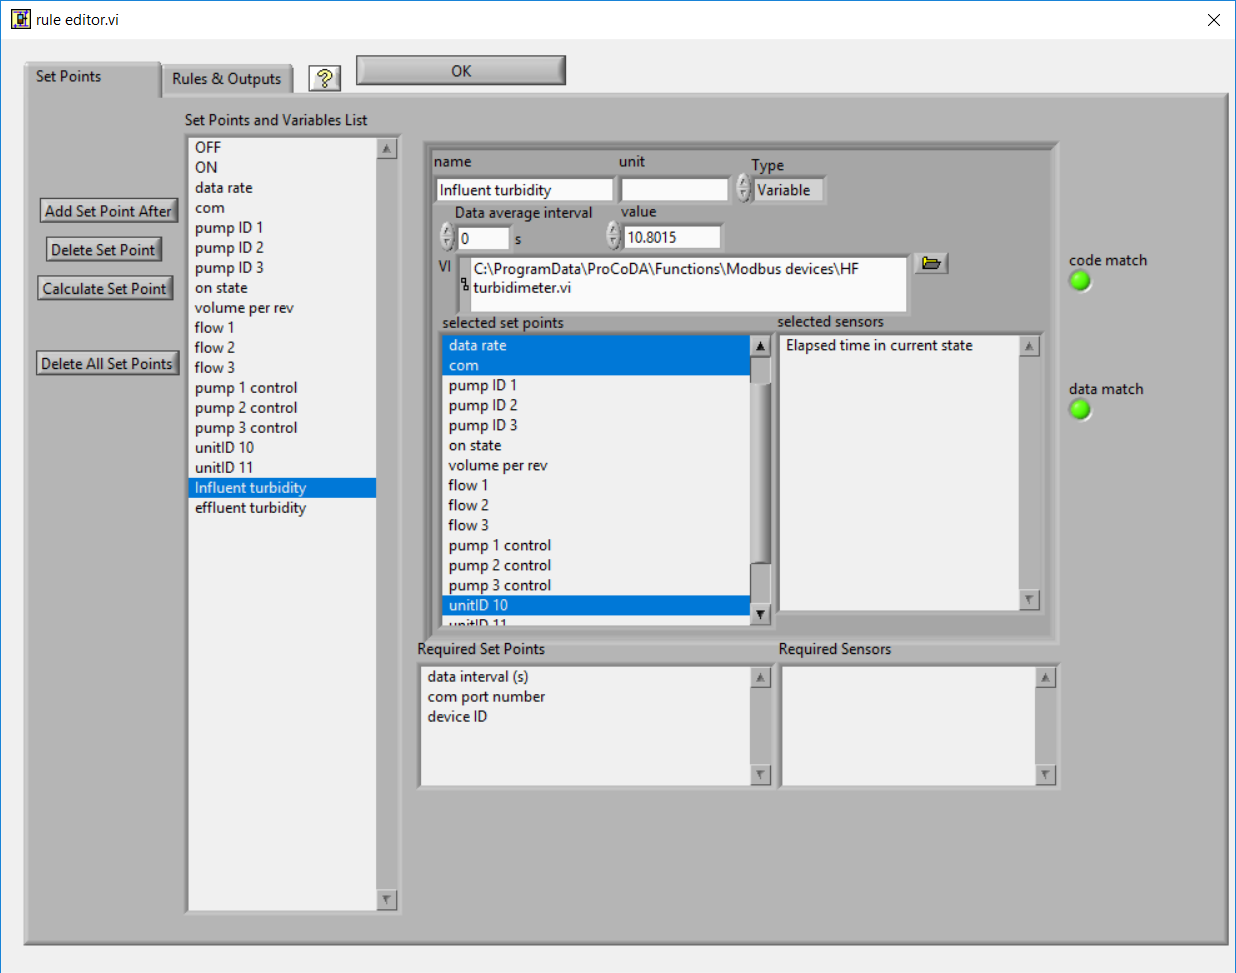 rule editor.vi
Set Points
Rules & Outputs
?
OK
Set Points and Variables List
OFF
ON
data rate
com
pump ID 1
pump ID 2
pump ID 3
on state
volume per rev
flow 1
flow 2
flow 3
pump 1 control
pump 2 control
pump 3 control
unitID 10
unitID 11
Influent turbidity
effluent turbidity
Add Set Point After
Delete Set Point
Calculate Set Point
Delete All Set Points
name
unit
Type
Influent turbidity
Variable
Data average interval
value
0
s
10.8015
VI
C:\ProgramData\ProCoDA\Functions\Modbus devices\HF
turbidimeter.vi
code match
data match
selected set points
data rate
com
pump ID 1
pump ID 2
pump ID 3
on state
volume per rev
flow 1
flow 2
flow 3
pump 1 control
pump 2 control
pump 3 control
unitID 10
unitID 11
selected sensors
Elapsed time in current state
Required Set Points
data interval (s)
com port number
device ID
Required Sensors